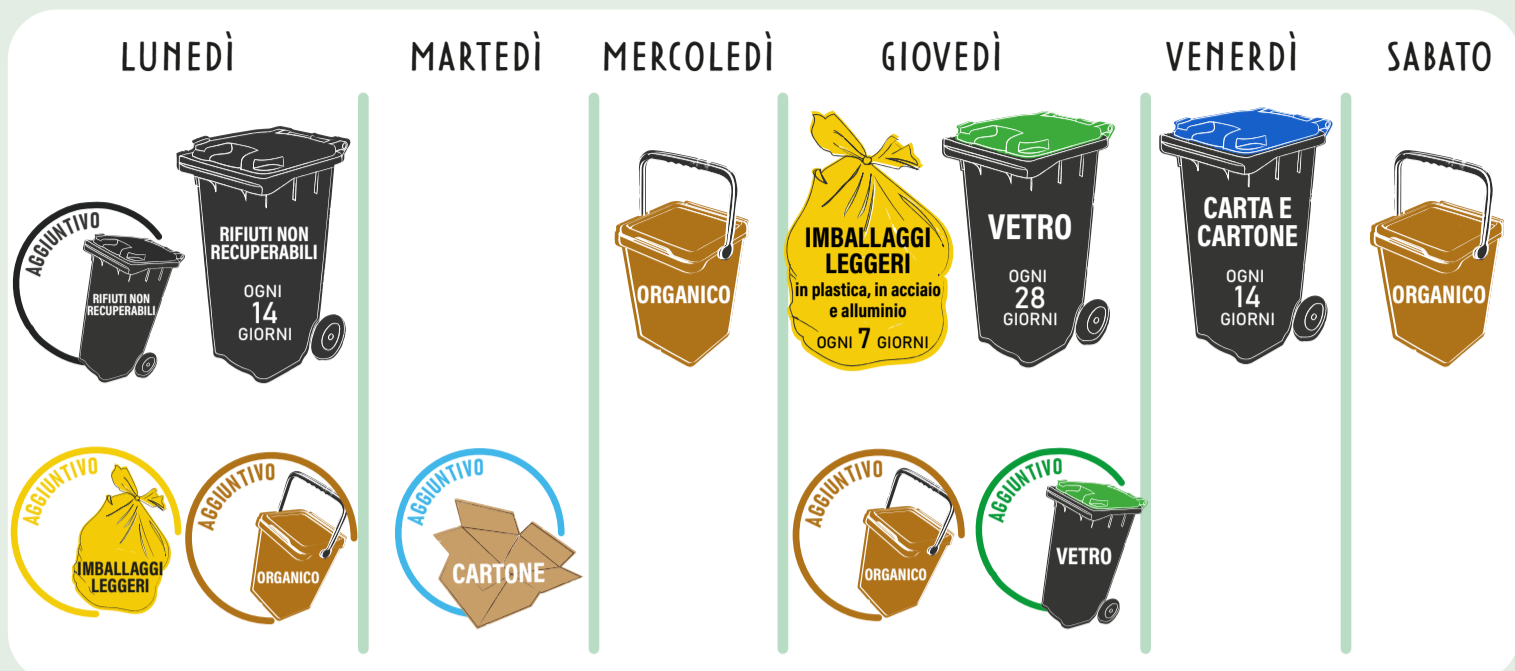 LUNEDÌ
MARTEDÌ
MERCOLEDÌ
GIOVEDÌ
VENERDÌ
SABATO
AGGIUNTIVO
RIFIUTI NON
RECUPERABILI
RIFIUTI NON
RECUPERABILI
OGNI
14
GIORNI
AGGIUNTIVO
IMBALLAGGI
LEGGERI
AGGIUNTIVO
ORGANICO
AGGIUNTIVO
CARTONE
ORGANICO
IMBALLAGGI
LEGGERI
in plastica, in acciaio
e alluminio
OGNI 7 GIORNI
VETRO
OGNI
28
GIORNI
AGGIUNTIVO
ORGANICO
AGGIUNTIVO
VETRO
CARTA E
CARTONE
OGNI
14
GIORNI
ORGANICO